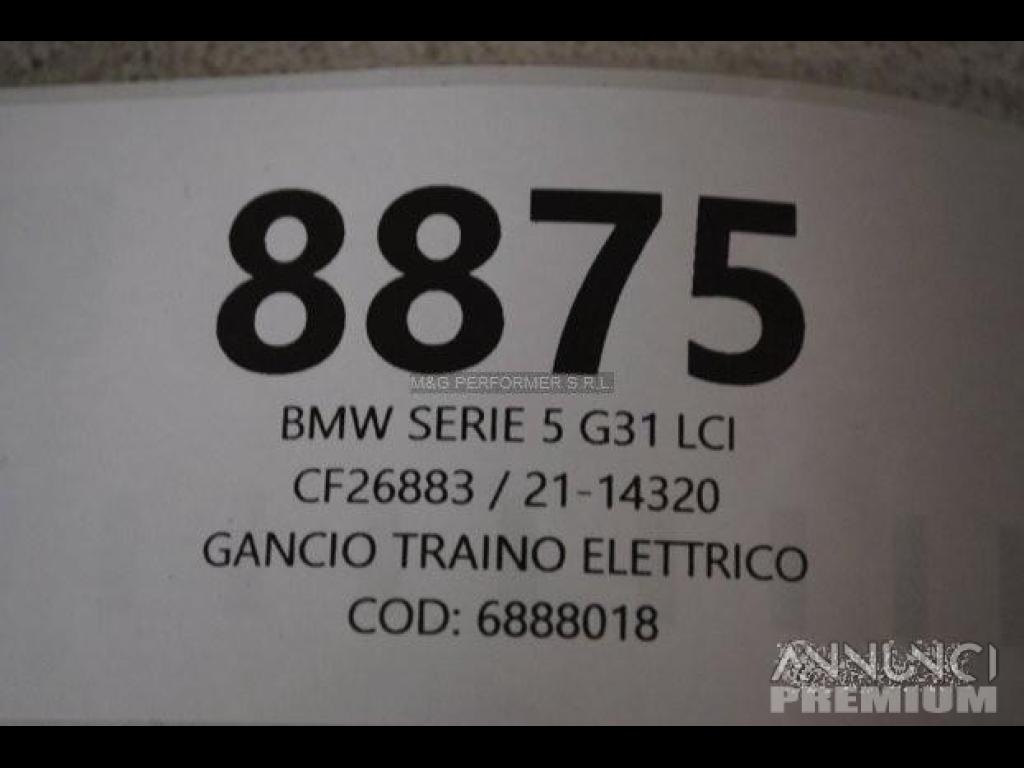 8875
M&G PERFORMER S.R.L.
BMW SERIE 5 G31 LCI
CF26883 / 21-14320
GANCIO TRAINO ELETTRICO
COD: 6888018
ANNUNCI
PREMIUM